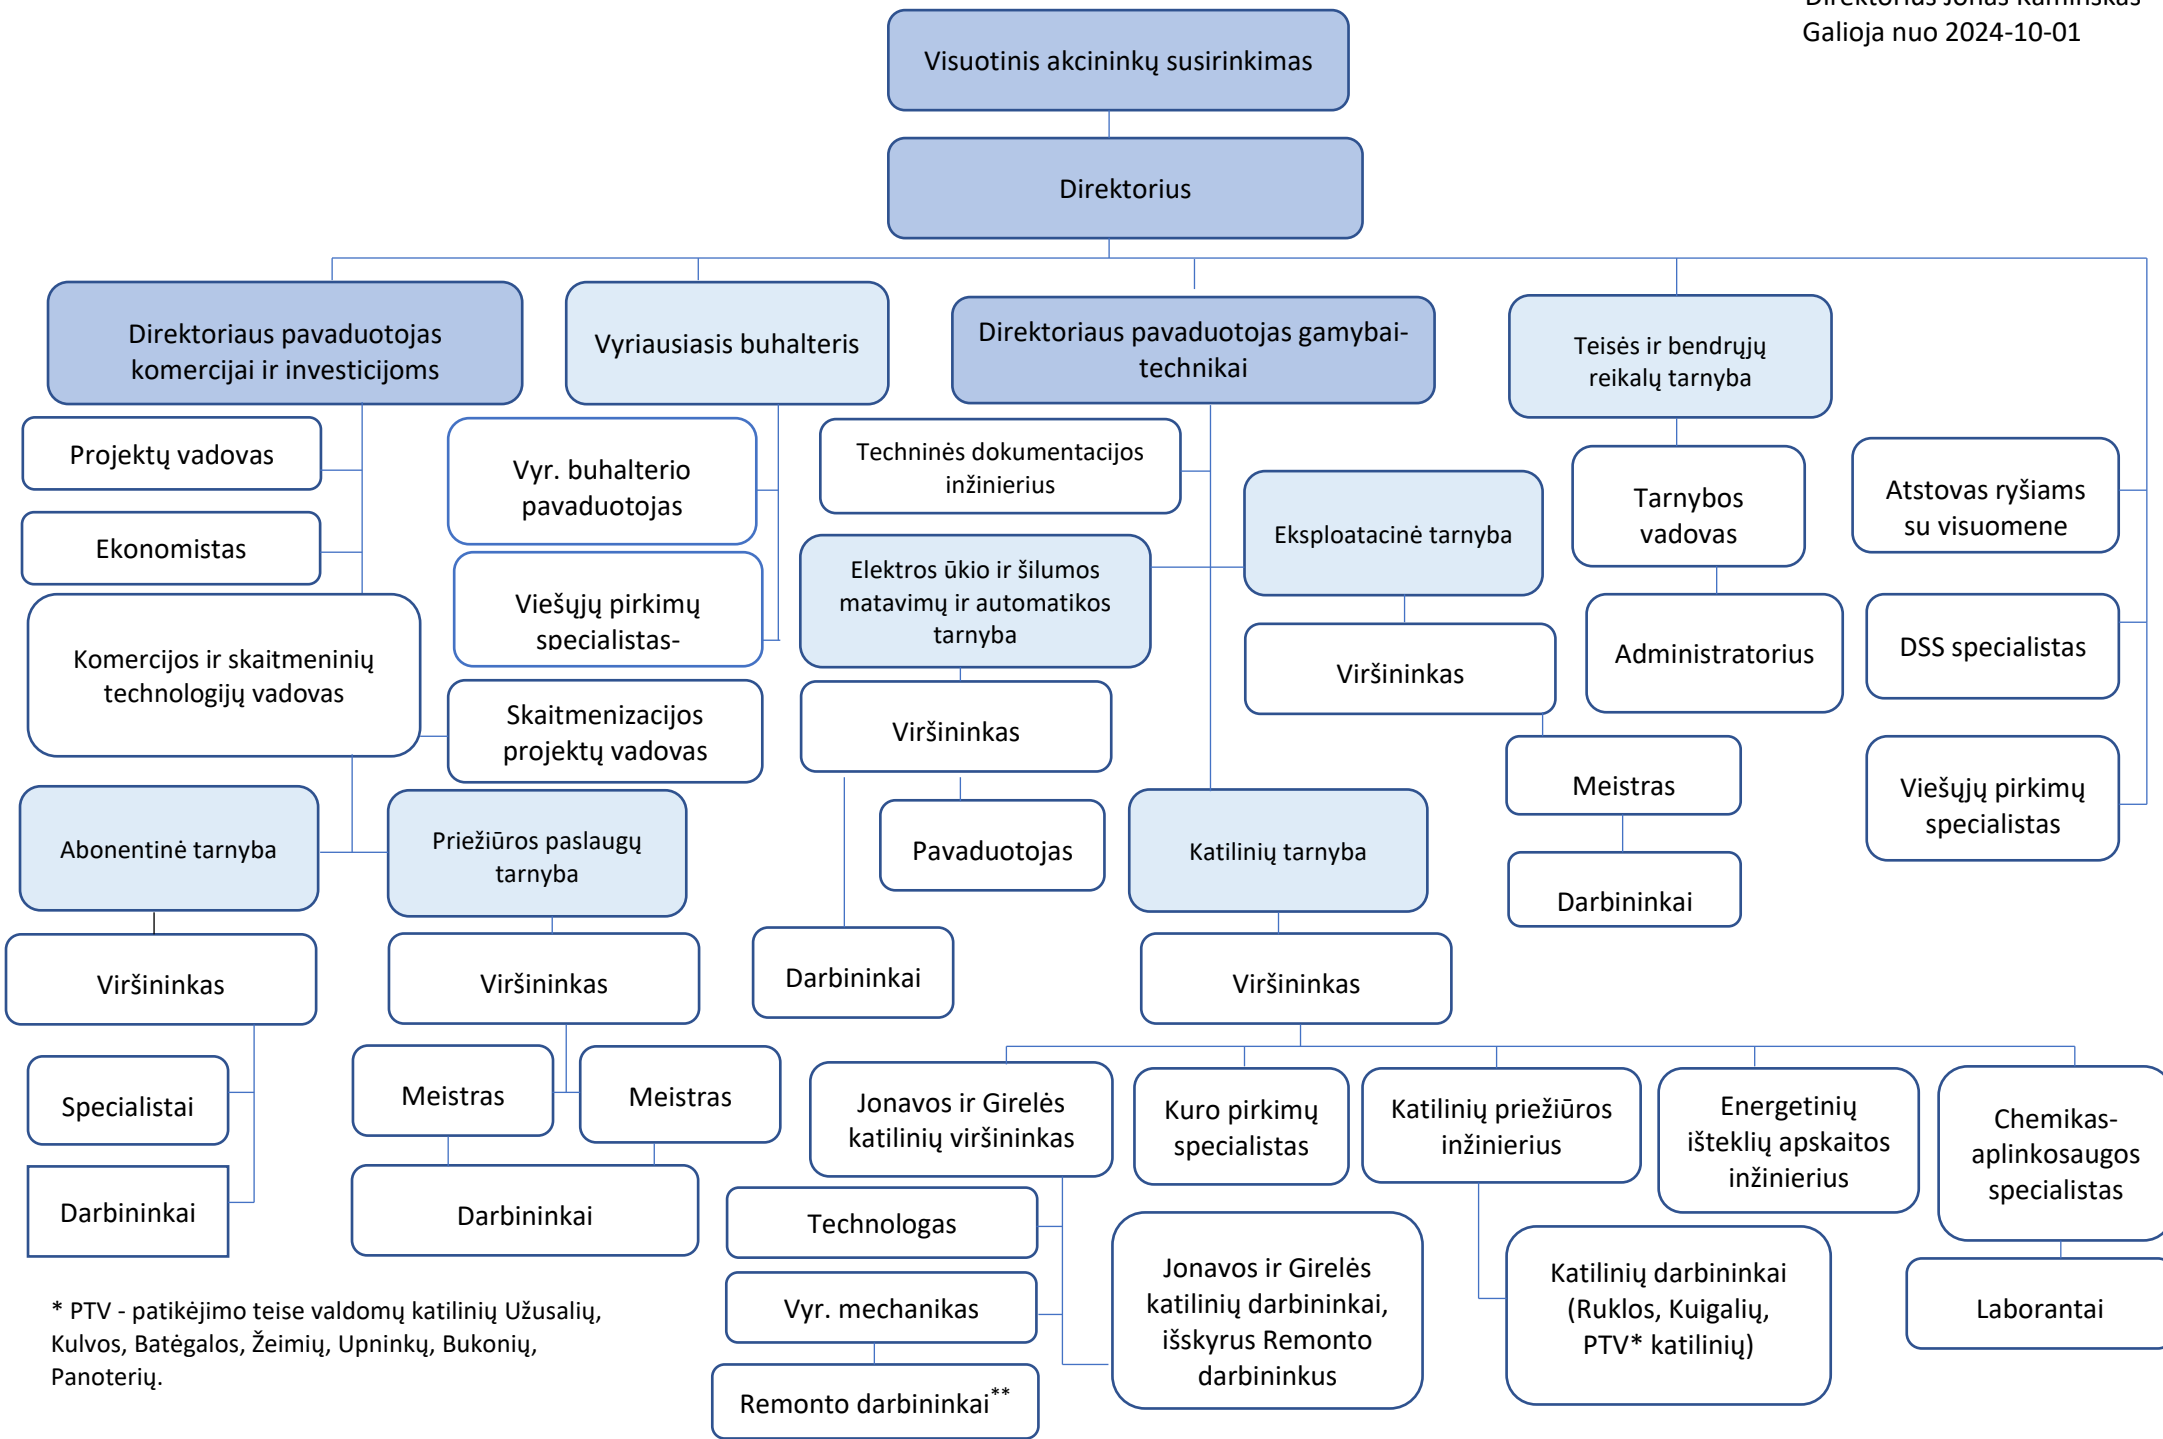 Direktorius Jonas Kaminskas
Galioja nuo 2024-10-01
Visuotinis akcininkų susirinkimas
Direktorius
Direktoriaus pavaduotojas
komercijai ir investicijoms
Vyriausiasis buhalteris
Direktoriaus pavaduotojas gamybai-
technikai
Teisės ir bendrųjų
reikalų tarnyba
Projektų vadovas
Ekonomistas
Komercijos ir skaitmeninių
technologijų vadovas
Vyr. buhalterio
pavaduotojas
Viešųjų pirkimų
specialistas-
Skaitmenizacijos
projektų vadovas
Techninės dokumentacijos
inžinierius
Elektros ūkio ir šilumos
matavimų ir automatikos
tarnyba
Viršininkas
Pavaduotojas
Darbininkai
Eksploatacinė tarnyba
Viršininkas
Meistras
Darbininkai
Tarnybos
vadovas
Administratorius
Atstovas ryšiams
su visuomene
DSS specialistas
Viešųjų pirkimų
specialistas
Abonentinė tarnyba
Viršininkas
Specialistai
Darbininkai
Priežiūros paslaugų
tarnyba
Viršininkas
Meistras
Meistras
Darbininkai
Katilinių tarnyba
Viršininkas
Jonavos ir Girelės
katilinių viršininkas
Kuro pirkimų
specialistas
Katilinių priežiūros
inžinierius
Energetinių
išteklių apskaitos
inžinierius
Chemikas-
aplinkosaugos
specialistas
Technologas
Vyr. mechanikas
Remonto darbininkai**
Jonavos ir Girelės
katilinių darbininkai,
išskyrus Remonto
darbininkus
Katilinių darbininkai
(Ruklos, Kuigalių,
PTV* katilinių)
Laborantai
* PTV - patikėjimo teise valdomų katilinių Užusalių,
Kulvos, Batėgalos, Žeimių, Upninkų, Bukonių,
Panoterių.